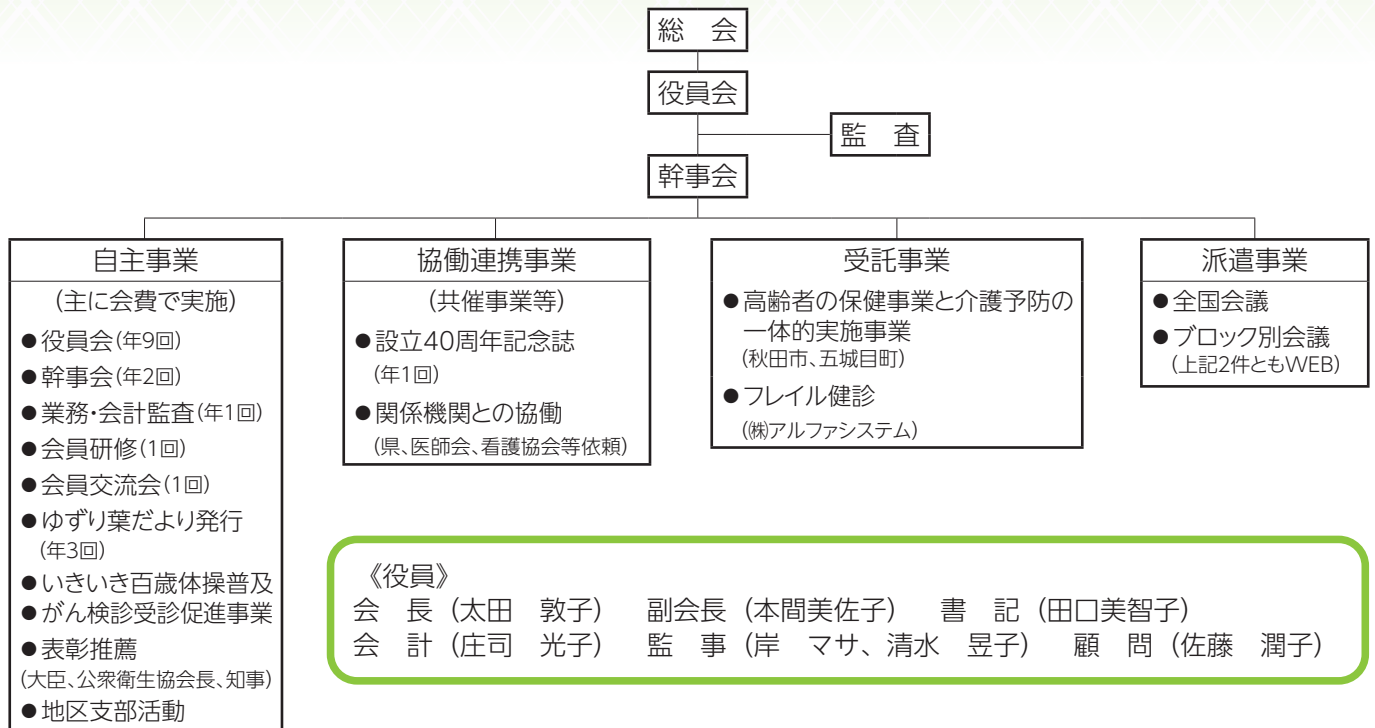 総　会
役員会
監　査
幹事会
自主事業
(主に会費で実施)
●役員会(年9回)
●幹事会(年2回)
●業務・会計監査(年1回)
●会員研修(1回)
●会員交流会(1回)
●ゆずり葉だより発行
(年3回)
●いきいき百歳体操普及
●がん検診受診促進事業
●表彰推薦
(大臣、公衆衛生協会長、知事)
●地区支部活動
協働連携事業
(共催事業等)
●設立40周年記念誌
(年1回)
●関係機関との協働
(県、医師会、看護協会等依頼)
受託事業
●高齢者の保健事業と介護予防の
一体的実施事業
(秋田市、五城目町)
●フレイル健診
(㈱アルファシステム)
派遣事業
●全国会議
●ブロック別会議
(上記2件ともWEB)
《役員》
会　長（太田　敦子）　副会長（本間美佐子）　書　記（田口美智子）
会　計（庄司　光子）　監　事（岸　マサ、清水　昱子）　顧　問（佐藤　潤子）